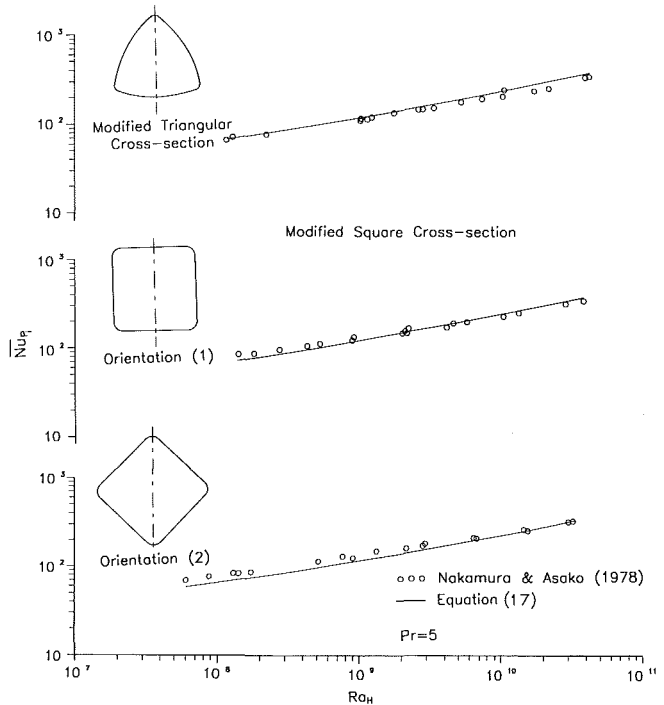 10³
10²
10
Modified Triangular
Cross-section
Modified Square Cross-section
10³
10²
10
Orientation (1)
N̅u̅ₚᵢ
10³
10²
10
Orientation (2)
○○○ Nakamura & Asako (1978)
— Equation (17)
Pr=5
10⁷ 10⁸ 10⁹ 10¹⁰ 10¹¹
Ra_H